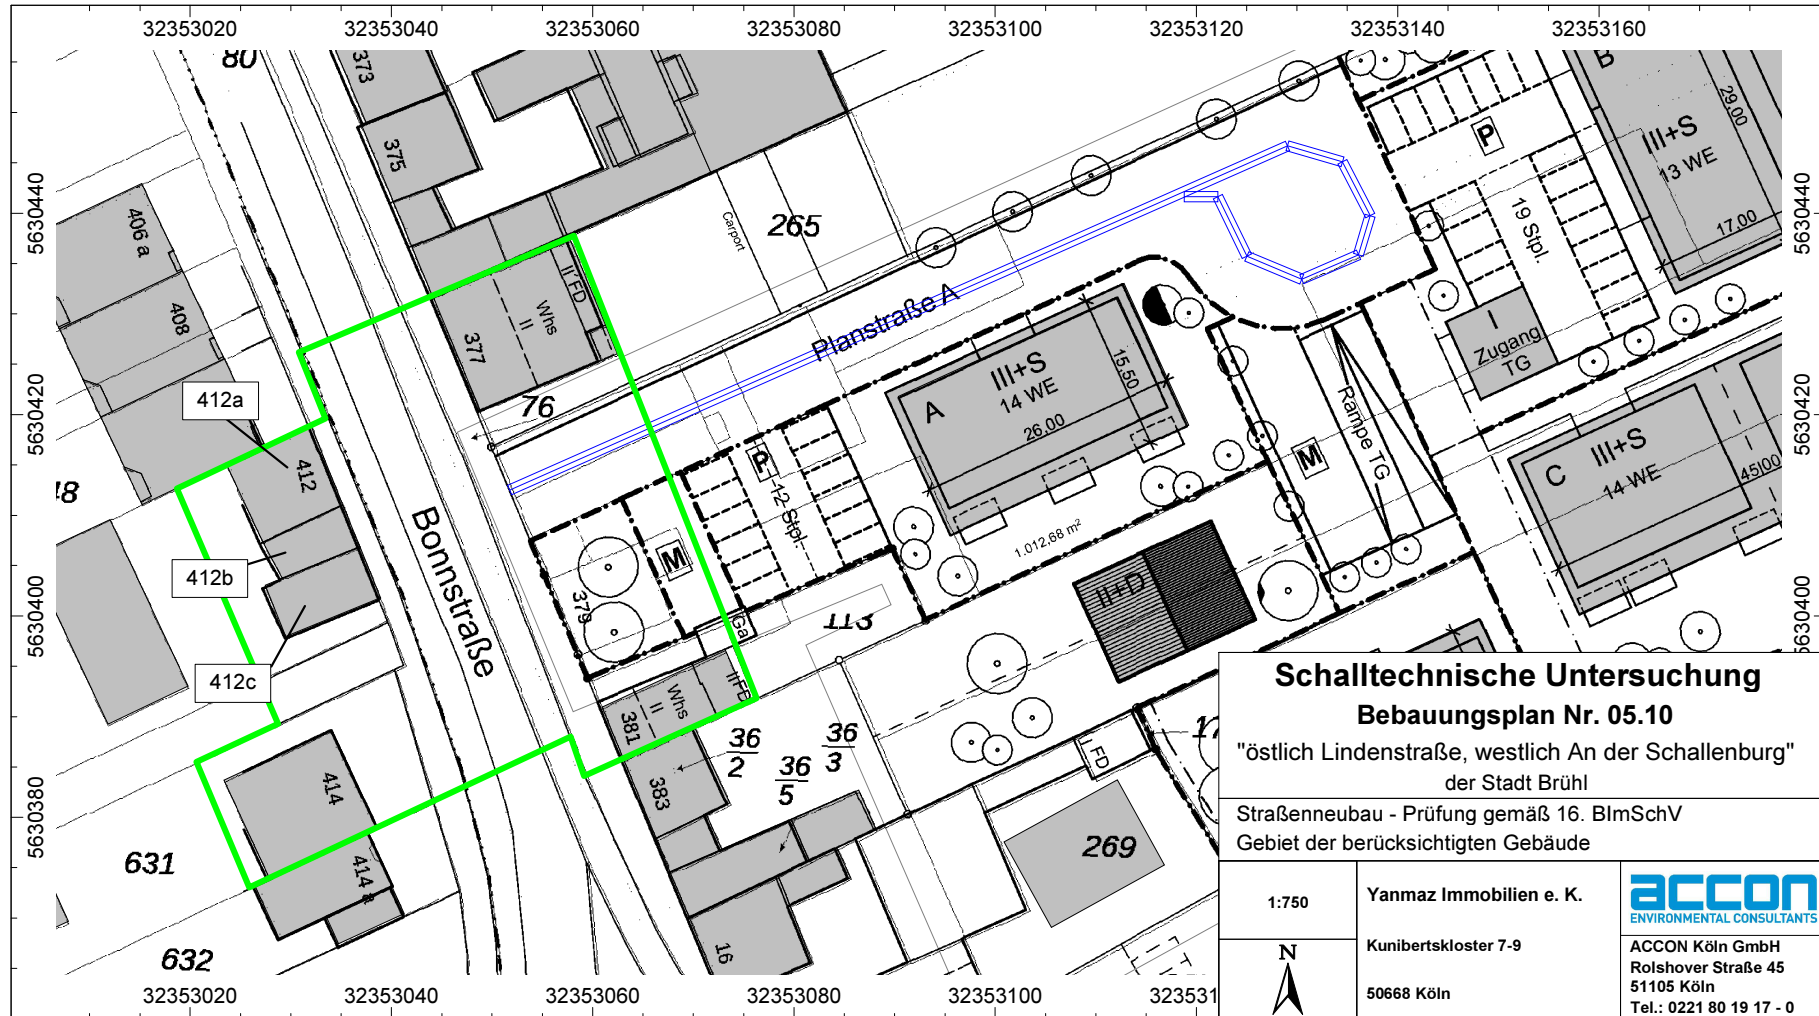 32353020 32353040 32353060 32353080 32353100 32353120 32353140 32353160
5630440
5630420
5630400
5630380
5630440
5630420
5630400
80
373
375
377
Whs
II
II FD
Carport
265
Planstraße A
76
406 a
408
412a
412
412b
412c
48
Bonnstraße
379
M
P
12 Stpl.
Ga
113
A
III+S
14 WE
26,00
15,50
1.012,68 m²
II+D
B
III+S
13 WE
29,00
17,00
P
19 Stpl.
I
Zugang
TG
Rampe TG
M
C
III+S
14 WE
45,00
381
Whs
II
II FD
383
36
2
36
5
36
3
I FD
17
269
16
414
414 a
631
632
Schalltechnische Untersuchung
Bebauungsplan Nr. 05.10
"östlich Lindenstraße, westlich An der Schallenburg"
der Stadt Brühl
Straßenneubau - Prüfung gemäß 16. BImSchV
Gebiet der berücksichtigten Gebäude
1:750
N
Yanmaz Immobilien e. K.
Kunibertskloster 7-9
50668 Köln
accon
ENVIRONMENTAL CONSULTANTS
ACCON Köln GmbH
Rolshover Straße 45
51105 Köln
Tel.: 0221 80 19 17 - 0
32353020 32353040 32353060 32353080 32353100 323531